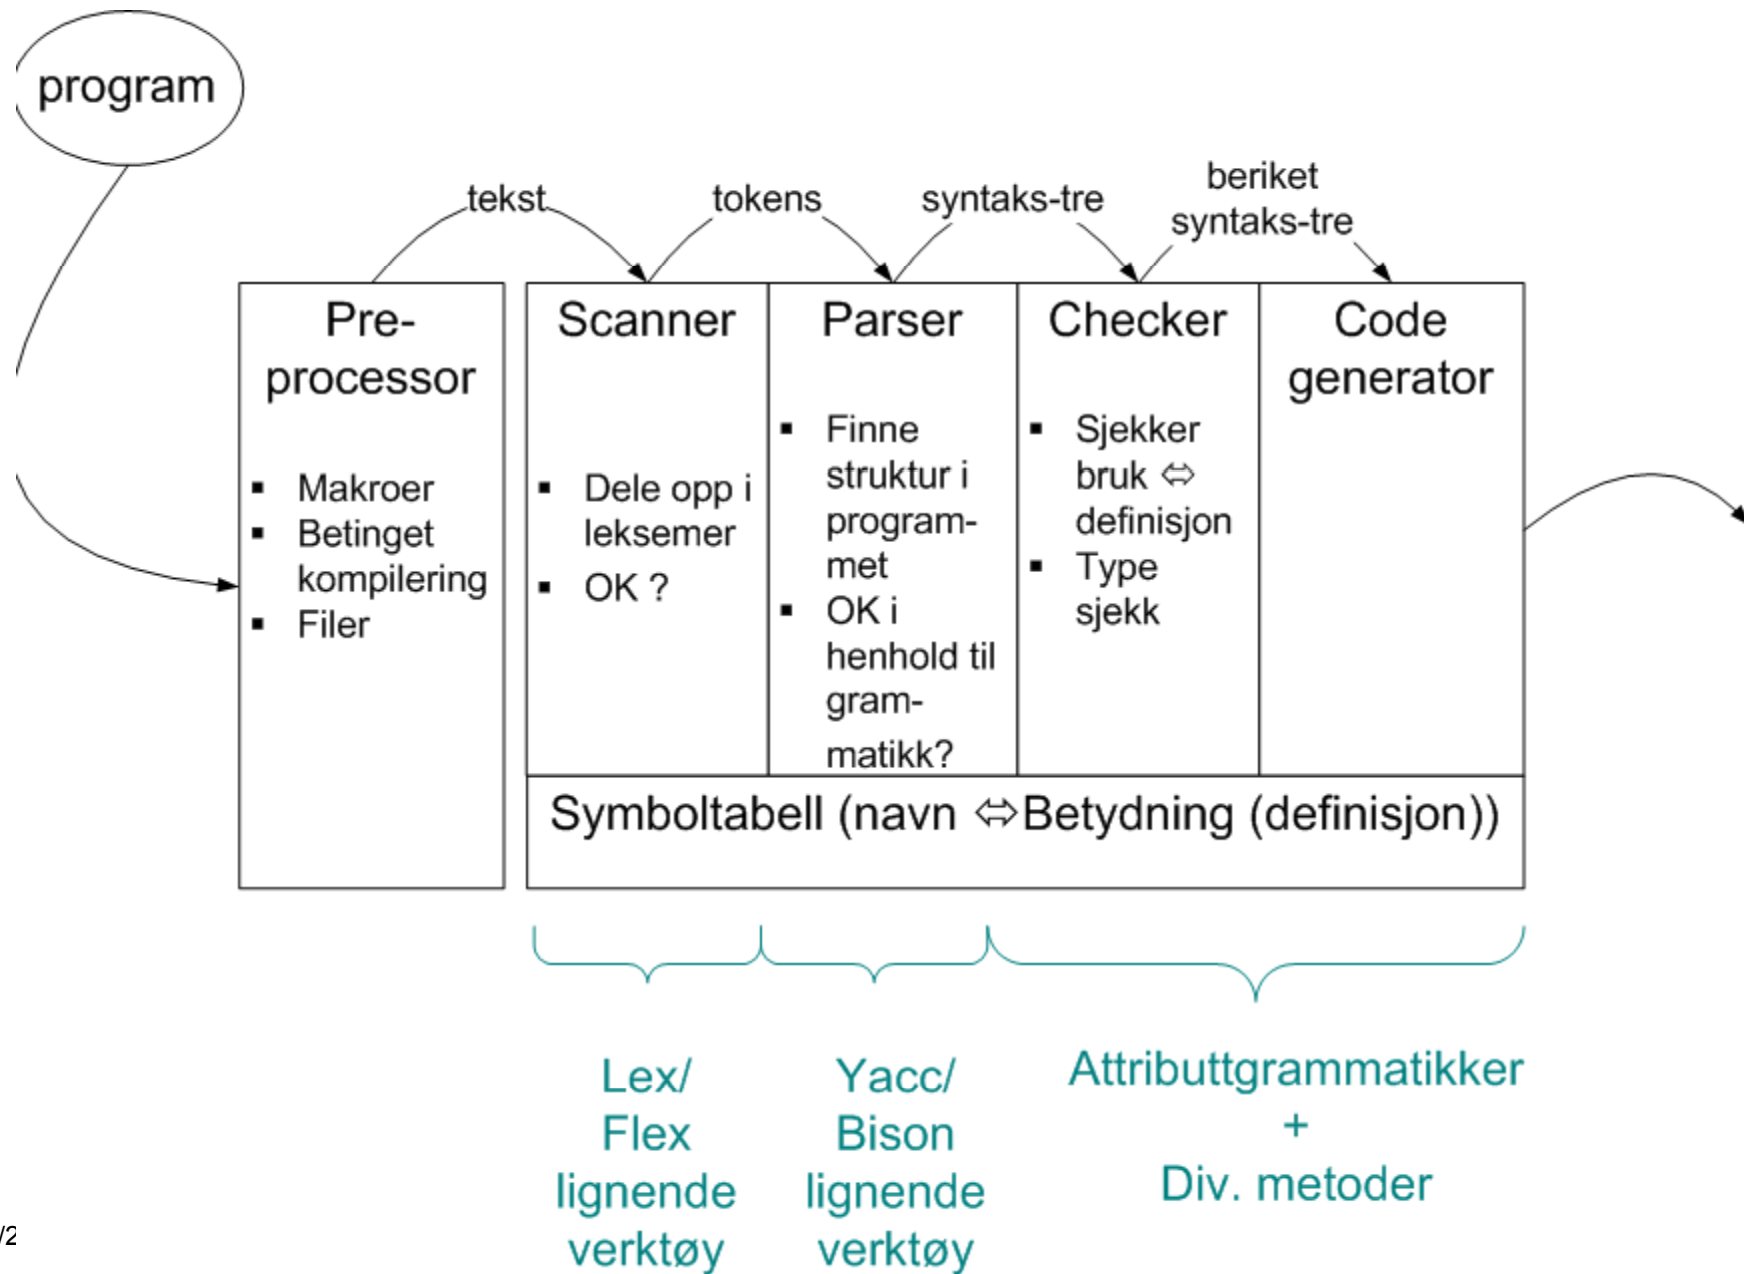 program
tekst
tokens
syntaks-tre
beriket
syntaks-tre
Pre-
processor
Makroer
Betinget
kompilering
Filer
Scanner
Dele opp i
leksemer
OK ?
Parser
Finne
struktur i
program-
met
OK i
henhold til
gram-
matikk?
Checker
Sjekker
bruk ⇔
definisjon
Type
sjekk
Code
generator
Symboltabell (navn ⇔Betydning (definisjon))
Lex/
Flex
lignende
verktøy
Yacc/
Bison
lignende
verktøy
Attributtgrammatikker
+
Div. metoder
/2